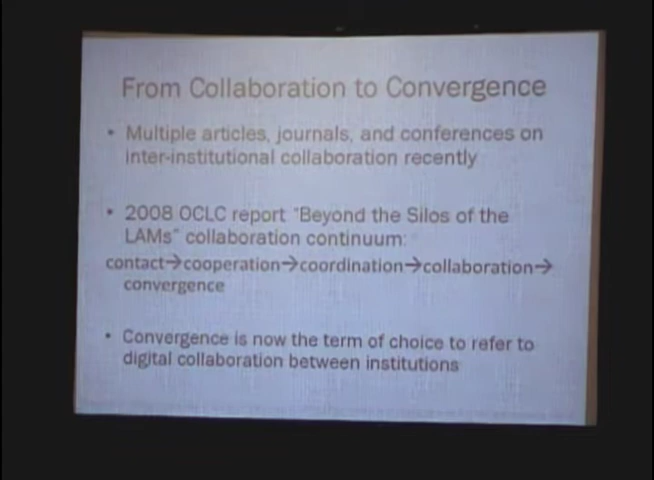 From Collaboration to Convergence
• Multiple articles, journals, and conferences on
inter-institutional collaboration recently
• 2008 OCLC report "Beyond the Silos of the
LAMs" collaboration continuum:
contact→cooperation→coordination→collaboration→
convergence
• Convergence is now the term of choice to refer to
digital collaboration between institutions